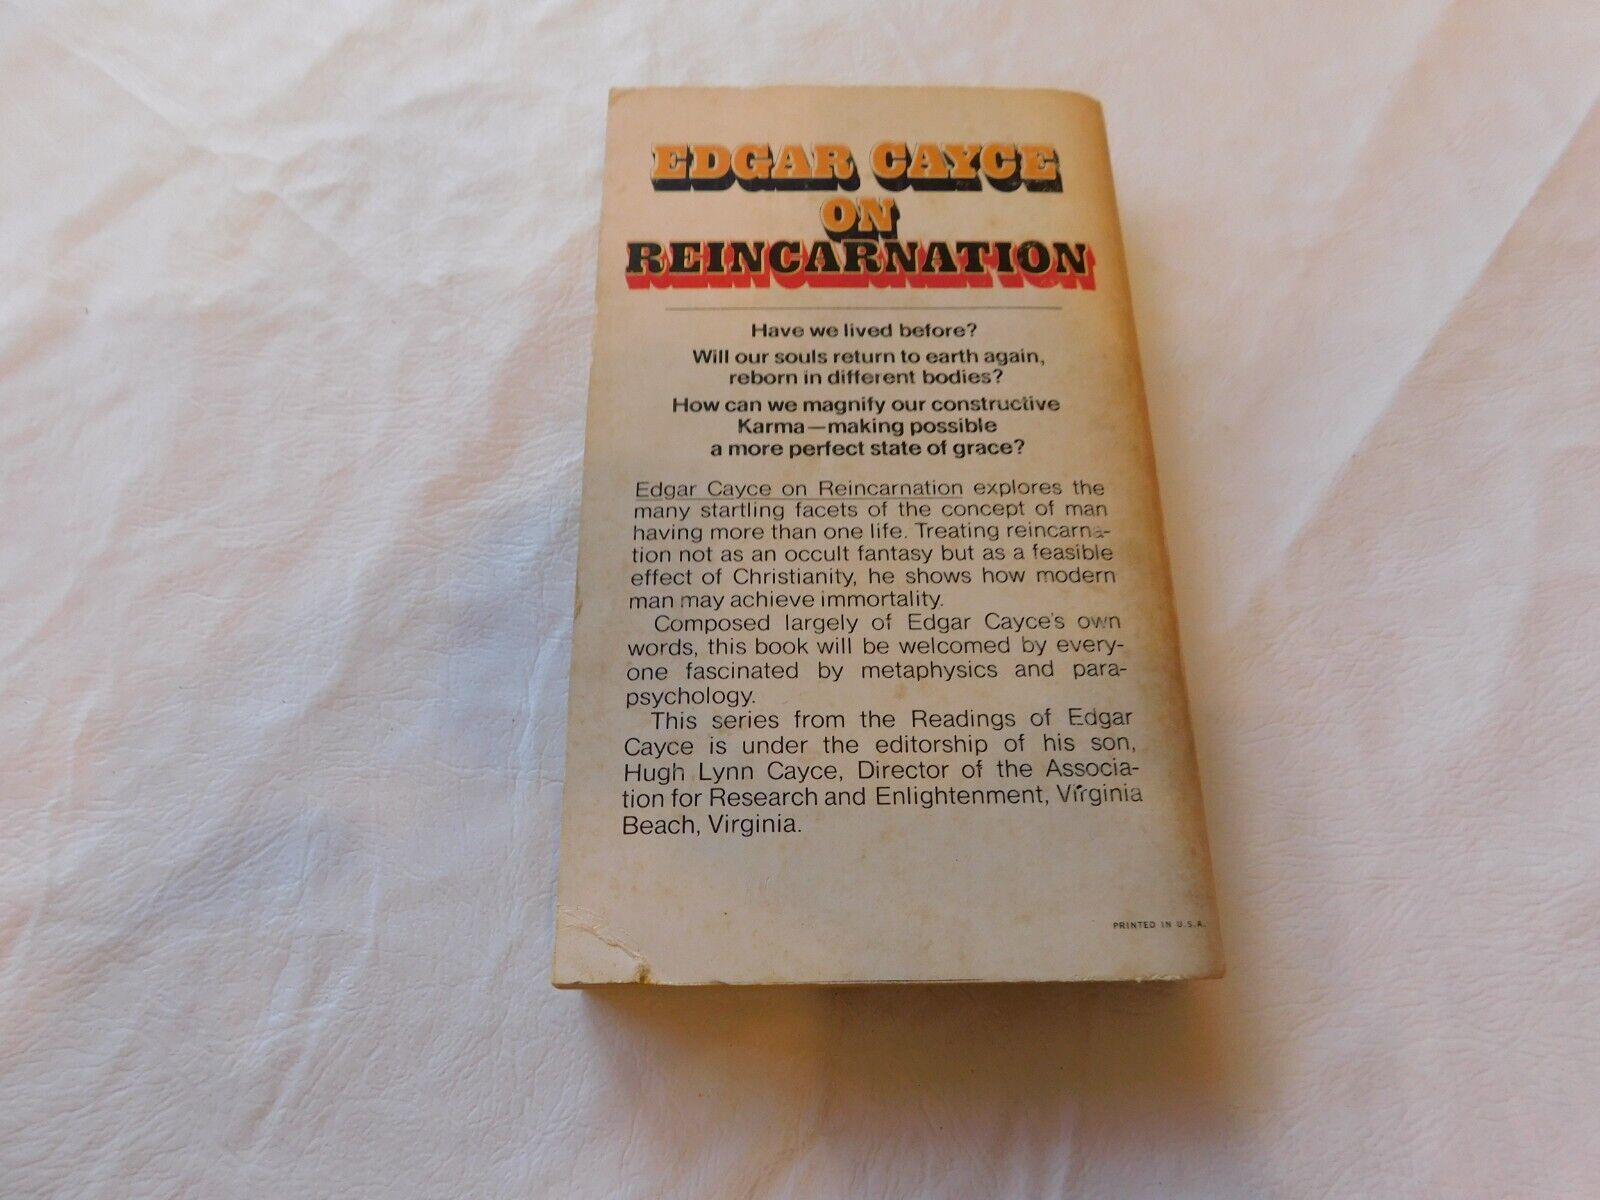 EDGAR CAYCE
ON
REINCARNATION
Have we lived before?
Will our souls return to earth again,
reborn in different bodies?
How can we magnify our constructive
Karma—making possible
a more perfect state of grace?
Edgar Cayce on Reincarnation explores the
many startling facets of the concept of man
having more than one life. Treating reincarna-
tion not as an occult fantasy but as a feasible
effect of Christianity, he shows how modern
man may achieve immortality.
Composed largely of Edgar Cayce's own
words, this book will be welcomed by every-
one fascinated by metaphysics and para-
psychology.
This series from the Readings of Edgar
Cayce is under the editorship of his son,
Hugh Lynn Cayce, Director of the Associa-
tion for Research and Enlightenment, Virginia
Beach, Virginia.
PRINTED IN U.S.A.